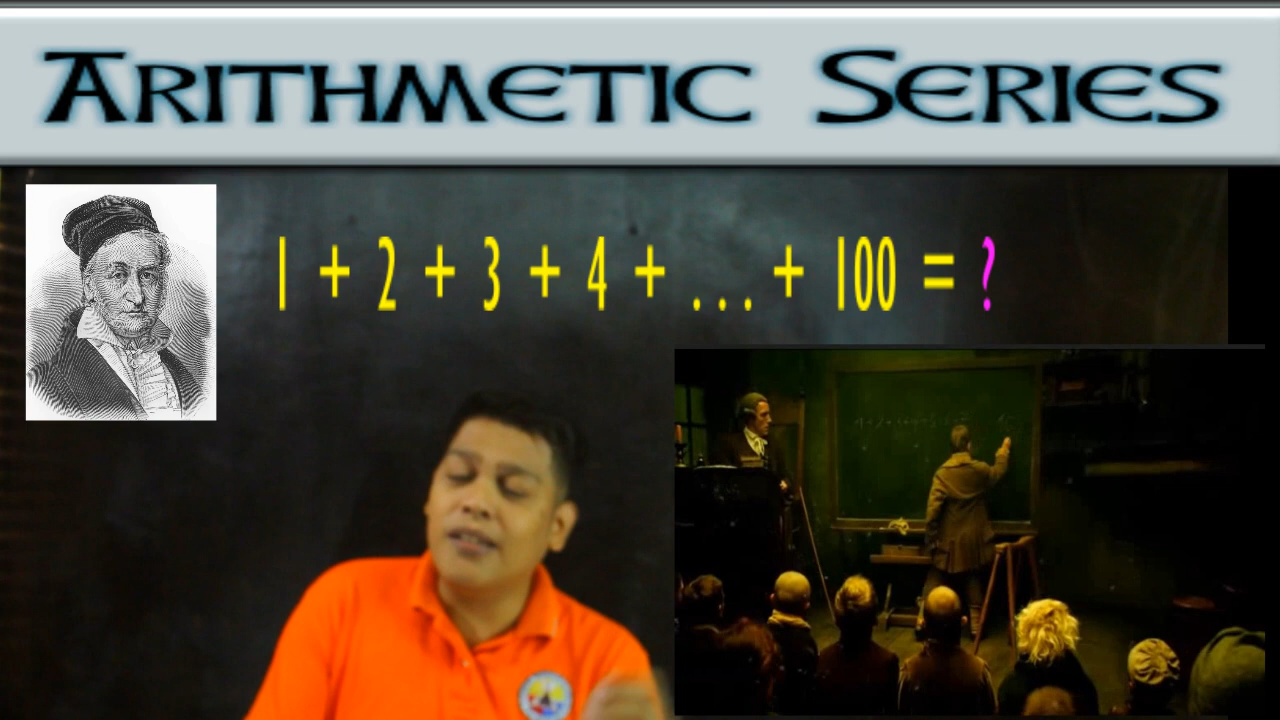 ARITHMETIC SERIES
1 + 2 + 3 + 4 + ... + 100 = ?